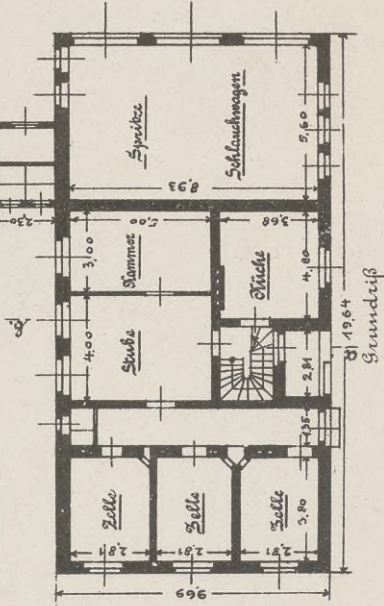 2,30
Zelle
Zelle
Zelle
2,81
2,81
2,81
3,80
1,35
4,00
Stube
2,81
3,00
Kammer
5,00
Küche
3,68
4,80
8,93
Spritze
Schlauchwagen
5,60
9,69
19,64
Grundriß